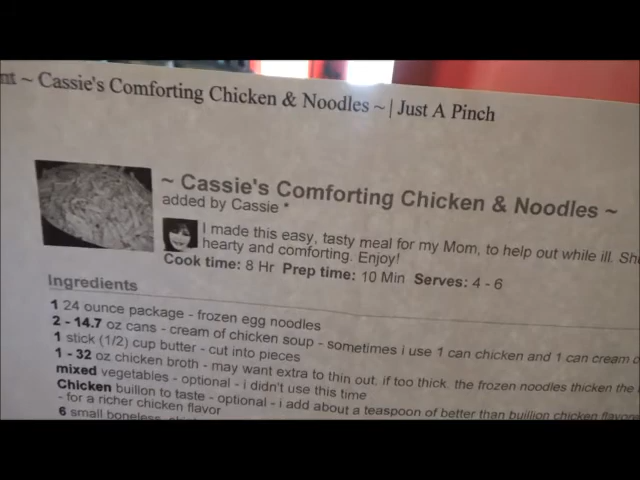 nt ~ Cassie's Comforting Chicken & Noodles ~ | Just A Pinch
~ Cassie's Comforting Chicken & Noodles ~
added by Cassie *
I made this easy, tasty meal for my Mom, to help out while ill. Sh
hearty and comforting. Enjoy!
Cook time: 8 Hr Prep time: 10 Min Serves: 4 - 6
Ingredients
1 24 ounce package - frozen egg noodles
2 - 14.7 oz cans - cream of chicken soup - sometimes i use 1 can chicken and 1 can cream o
1 stick (1/2) cup butter - cut into pieces
1 - 32 oz chicken broth - may want extra to thin out, if too thick. the frozen noodles thicken the
mixed vegetables - optional - i didn't use this time
Chicken buillon to taste - optional - i add about a teaspoon of better than buillion chicken flavore
- for a richer chicken flavor
6 small boneless,